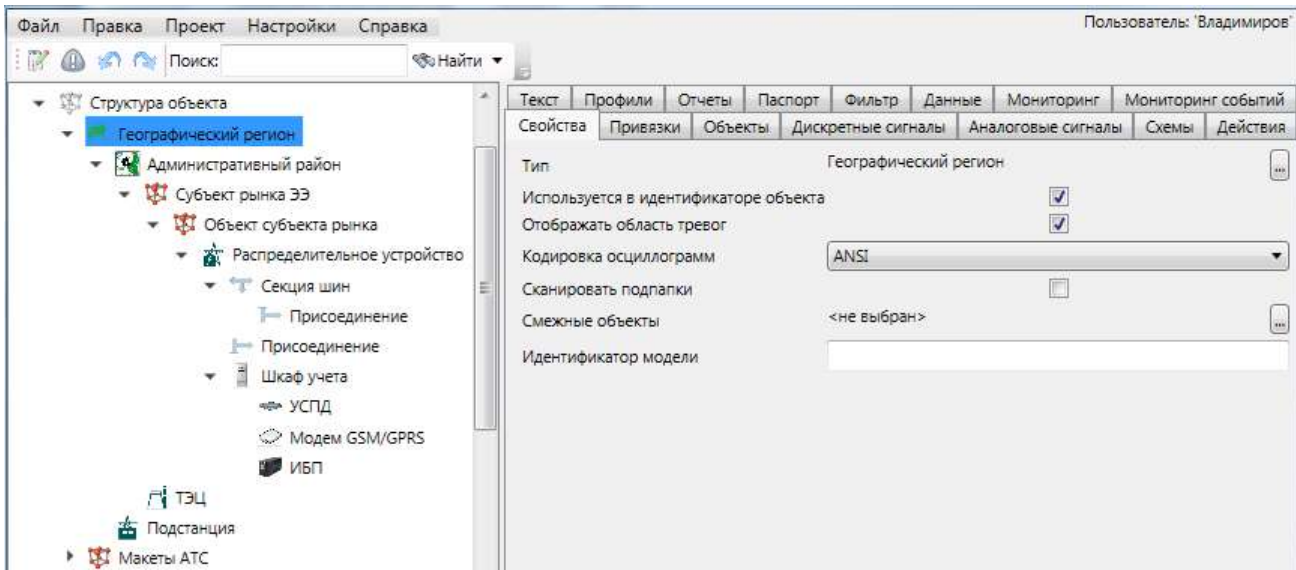 Файл Правка Проект Настройки Справка
Пользователь: 'Владимиров'
Поиск: Найти
Структура объекта
Географический регион
Административный район
Субъект рынка ЭЭ
Объект субъекта рынка
Распределительное устройство
Секция шин
Присоединение
Присоединение
Шкаф учета
УСПД
Модем GSM/GPRS
ИБП
ТЭЦ
Подстанция
Макеты АТС
Текст Профили Отчеты Паспорт Фильтр Данные Мониторинг Мониторинг событий
Свойства Привязки Объекты Дискретные сигналы Аналоговые сигналы Схемы Действия
Тип Географический регион ...
Используется в идентификаторе объекта
Отображать область тревог
Кодировка осциллограмм ANSI
Сканировать подпапки
Смежные объекты <не выбран> ...
Идентификатор модели